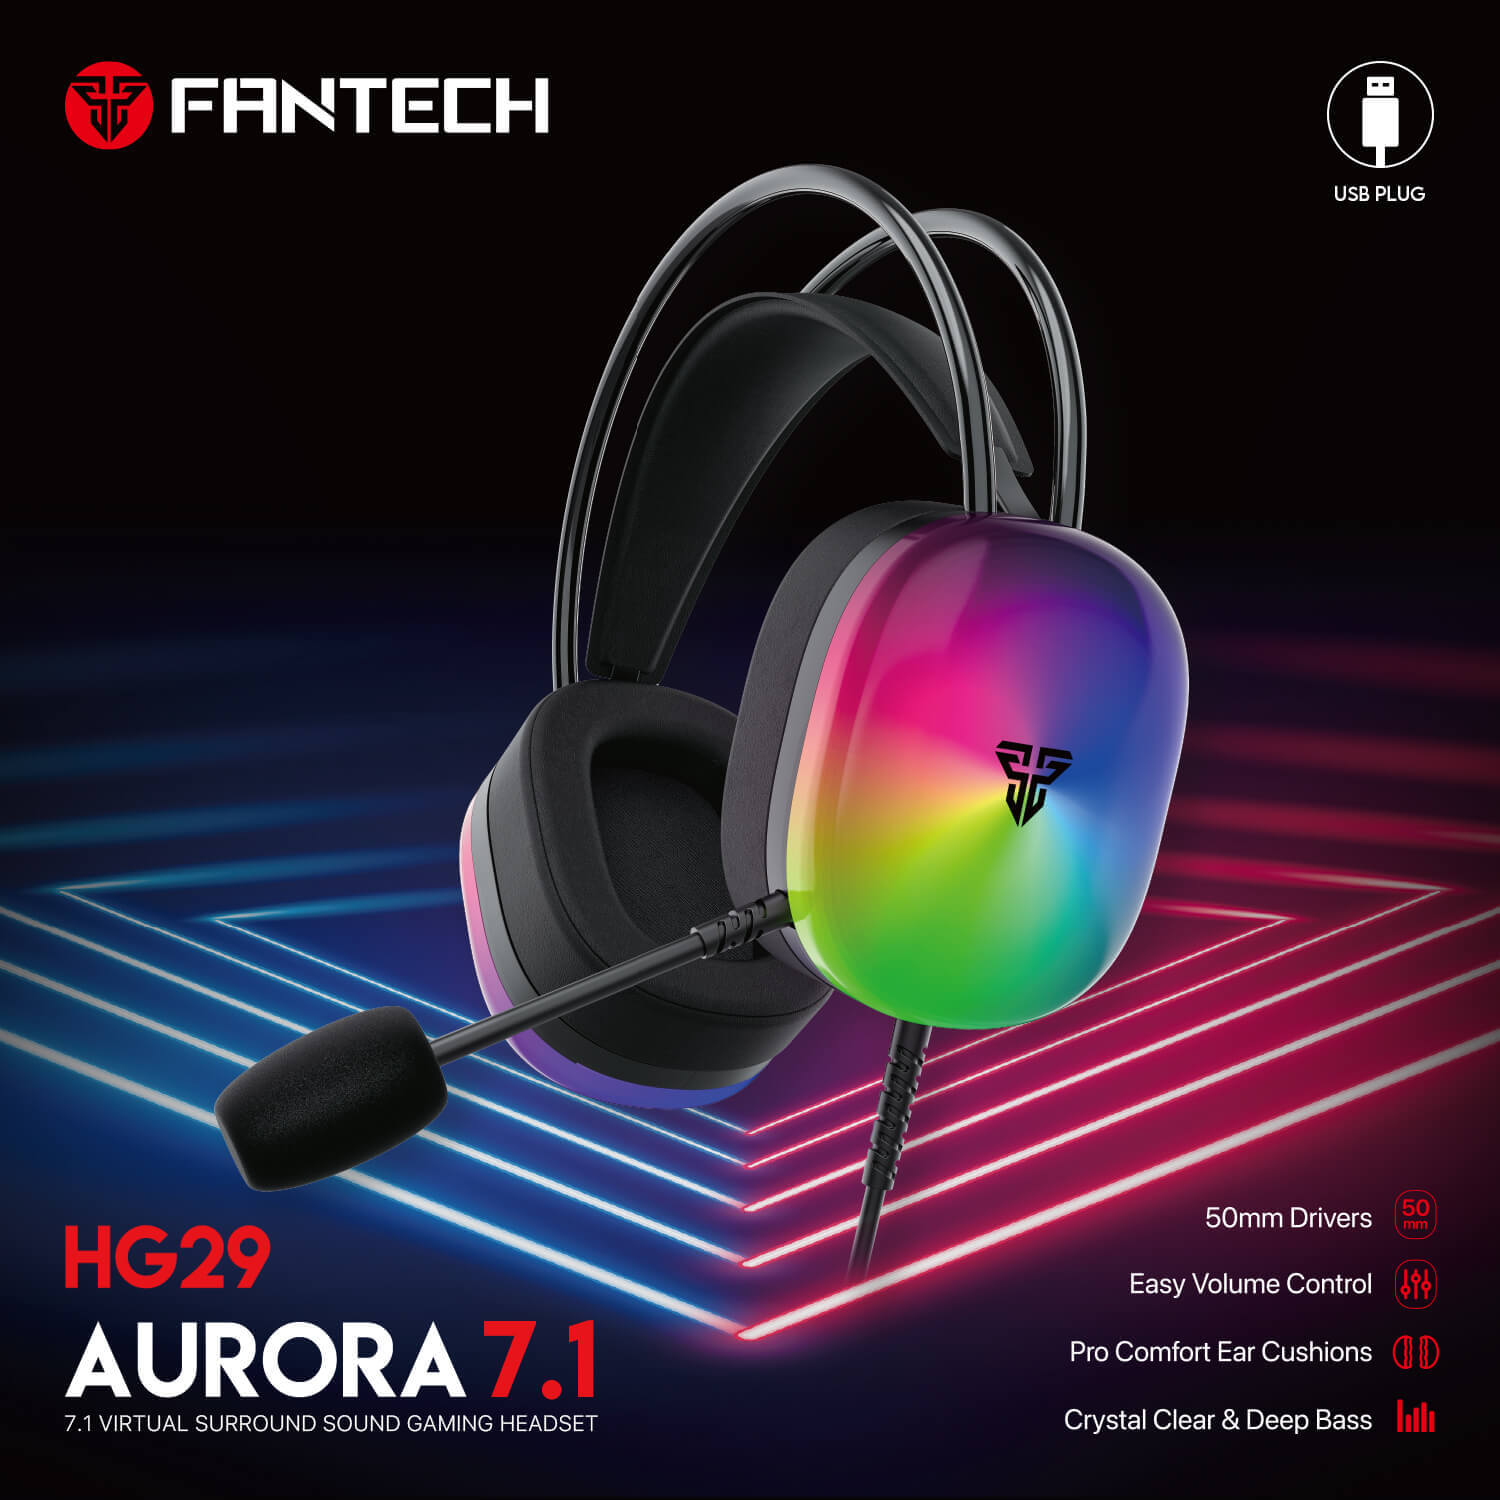 FANTECH
USB PLUG
HG29
AURORA 7.1
7.1 VIRTUAL SURROUND SOUND GAMING HEADSET
50mm Drivers
50
mm
Easy Volume Control
Pro Comfort Ear Cushions
Crystal Clear & Deep Bass